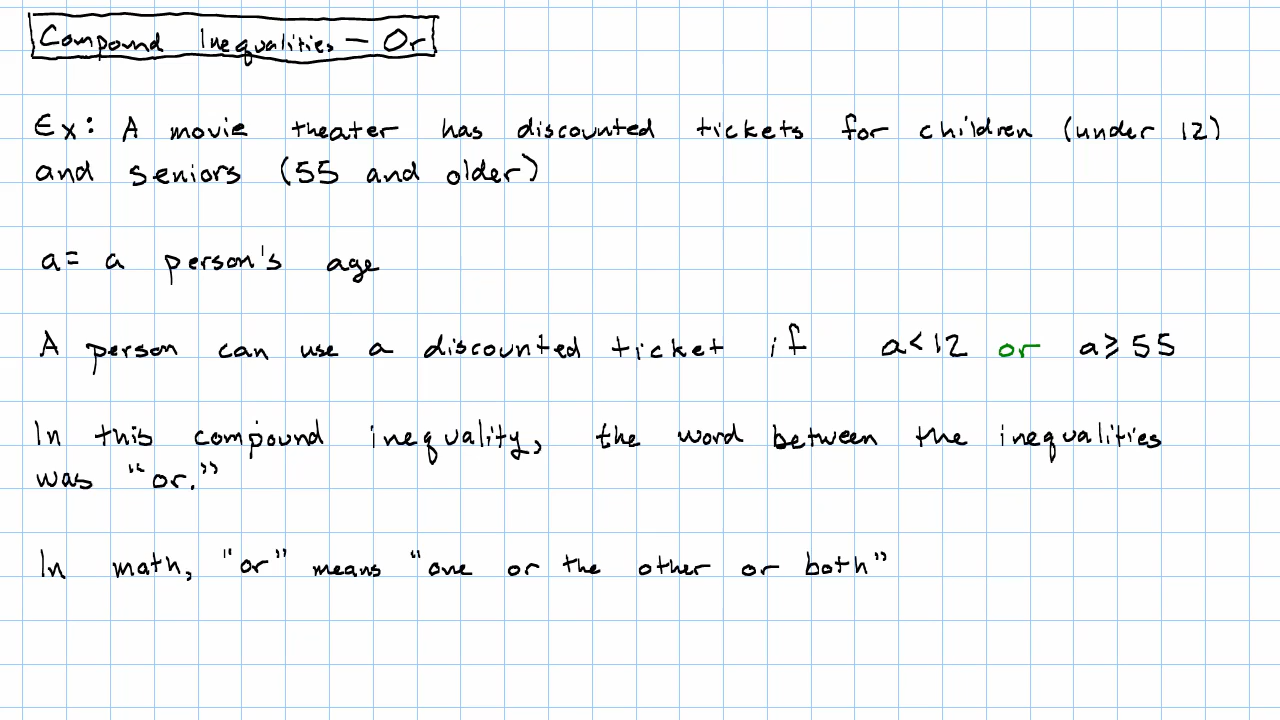 Compound Inequalities - Or
Ex: A movie theater has discounted tickets for children (under 12)
and seniors (55 and older)
a = a person's age
A person can use a discounted ticket if a < 12 or a ⩾ 55
In this compound inequality, the word between the inequalities
was "or."
In math, "or" means "one or the other or both"